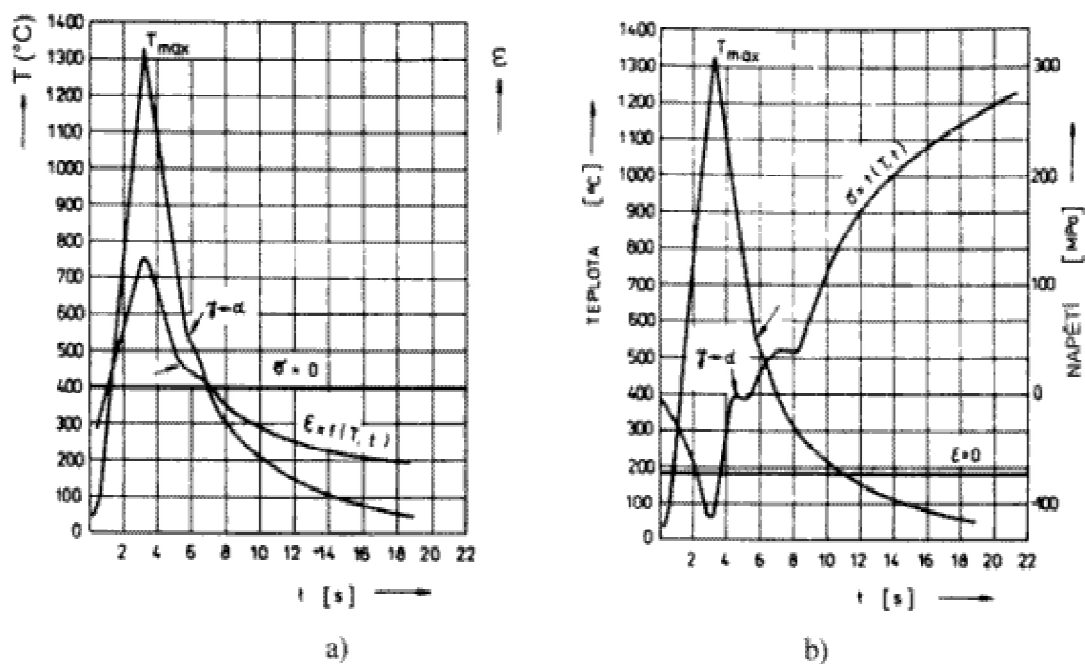 T (°C)
1400
1300
1200
1100
1000
900
800
700
600
500
400
300
200
100
0
Tmax
ε
γ→α
σ = 0
ε = f(T, t)
2 4 6 8 10 12 14 16 18 20 22
t [s]
a)
TEPLOTA [°C]
1400
1300
1200
1100
1000
900
800
700
600
500
400
300
200
100
0
Tmax
σ = f(T, t)
γ→α
ε=0
300
200
100
0
-100
NAPĚTÍ [MPa]
2 4 6 8 10 12 14 16 18 20 22
t [s]
b)